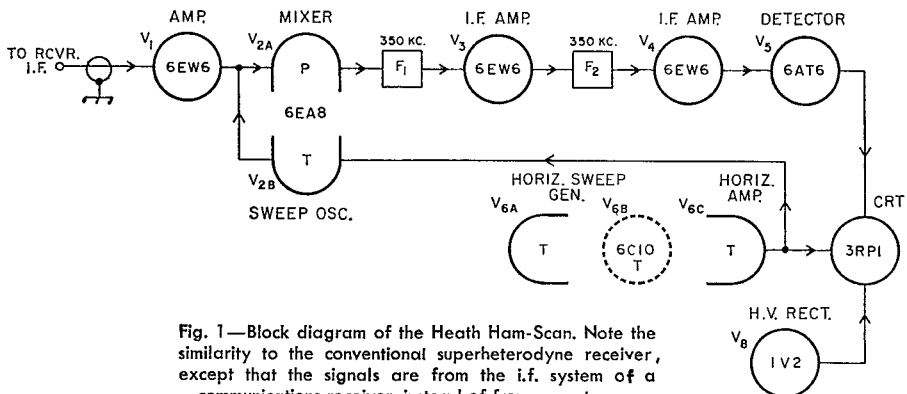 AMP.
MIXER
I.F. AMP.
I.F. AMP.
DETECTOR
TO RCVR.
I.F.
V1
6EW6
V2A
P
6EA8
350 KC.
F1
V3
6EW6
350 KC.
F2
V4
6EW6
V5
6AT6
T
V2B
SWEEP OSC.
HORIZ. SWEEP
GEN.
HORIZ.
AMP.
CRT
V6A
T
V6B
6C10
T
V6C
T
3RP1
H.V. RECT.
V8
1V2
Fig. 1—Block diagram of the Heath Ham-Scan. Note the
similarity to the conventional superheterodyne receiver,
except that the signals are from the i.f. system of a